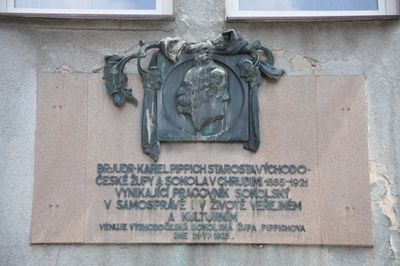 BR·JUDR·KAREL·PIPPICH STAROSTA VÝCHODO-
ČESKÉ ŽUPY A SOKOLA V CHRUDIMI 1885-1921
VYNIKAJÍCÍ PRACOVNÍK SOKOLSKÝ
V SAMOSPRÁVĚ I V ŽIVOTĚ VEŘEJNÉM
A KULTURNÍM
VĚNUJE VÝCHODOČESKÁ SOKOLSKÁ ŽUPA PIPPICHOVA
DNE